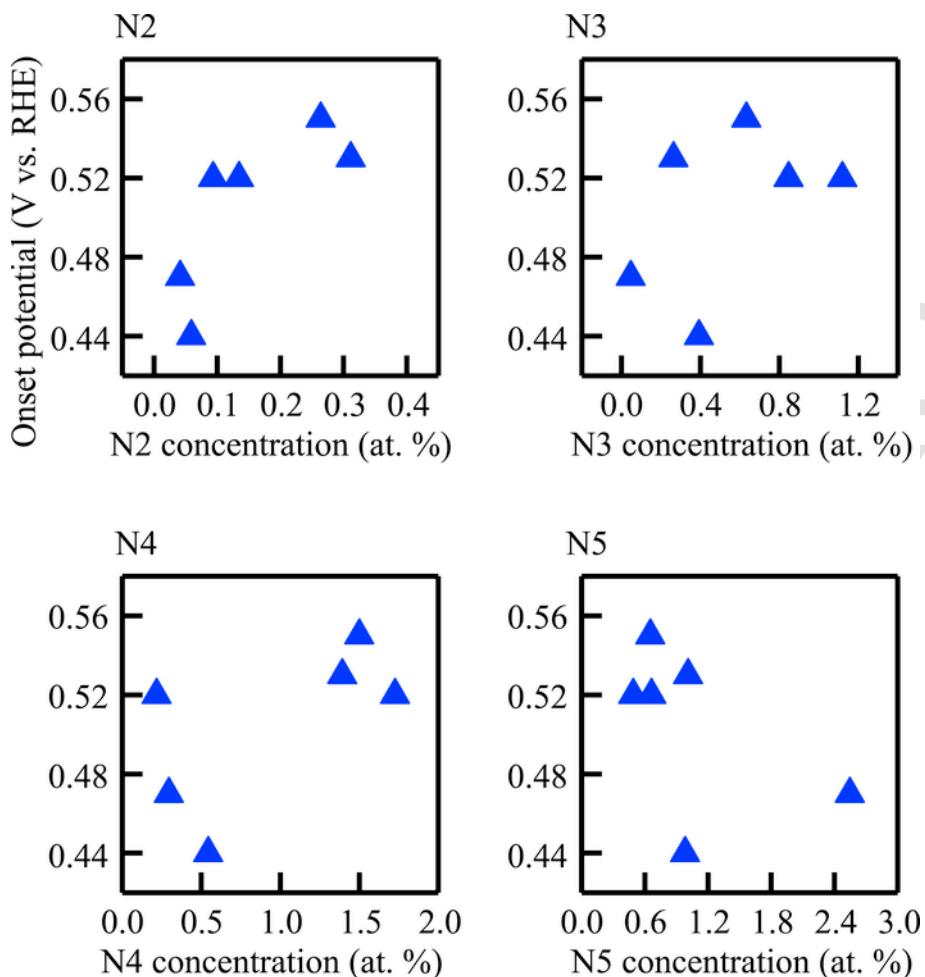 N2
N3
Onset potential (V vs. RHE)
0.56
0.52
0.48
0.44
0.0 0.1 0.2 0.3 0.4
N2 concentration (at. %)
0.56
0.52
0.48
0.44
0.0 0.4 0.8 1.2
N3 concentration (at. %)
N4
N5
0.56
0.52
0.48
0.44
0.0 0.5 1.0 1.5 2.0
N4 concentration (at. %)
0.56
0.52
0.48
0.44
0.0 0.6 1.2 1.8 2.4 3.0
N5 concentration (at. %)